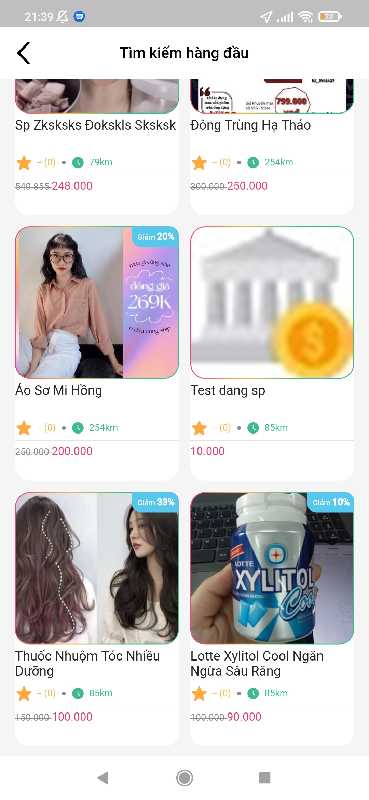 21:39
Tìm kiếm hàng đầu
799.000
Sp Zksksks Đokskls Sksksk
Đông Trùng Hạ Thảo
- (0) • 79km
- (0) • 254km
540.855 248.000
300.000 250.000
Giảm 20%
đồng giá
269K
Áo Sơ Mi Hồng
Test dang sp
- (0) • 254km
- (0) • 85km
250.000 200.000
10.000
Giảm 33%
Giảm 10%
LOTTE
XYLITOL
Cool
Thuốc Nhuộm Tóc Nhiều
Dưỡng
Lotte Xylitol Cool Ngăn
Ngừa Sâu Răng
- (0) • 85km
- (0) • 85km
150.000 100.000
100.000 90.000